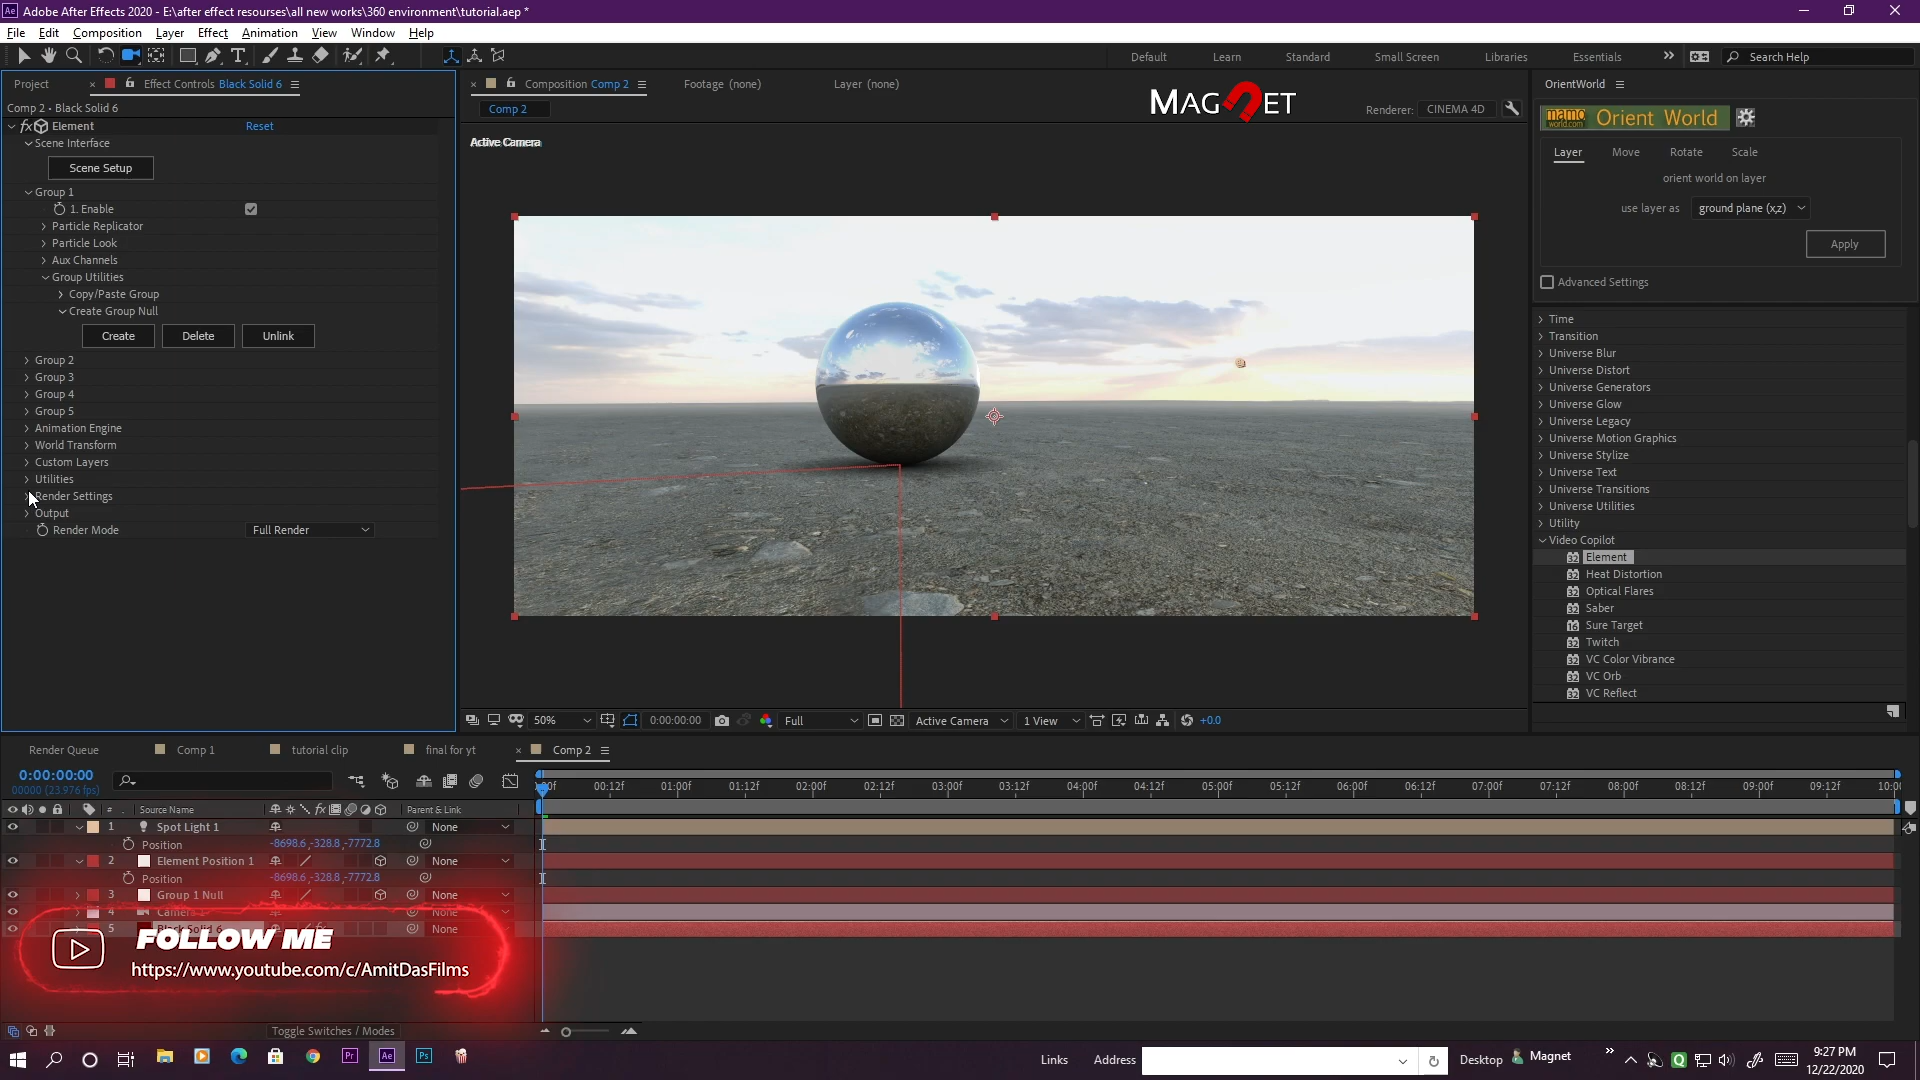 Adobe After Effects 2020 - E:\after effect resourses\all new works\360 environment\tutorial.aep *
File Edit Composition Layer Effect Animation View Window Help
Default Learn Standard Small Screen Libraries Essentials Search Help
Project Effect Controls Black Solid 6
Comp 2 • Black Solid 6
Element Reset
Scene Interface
Scene Setup
Group 1
1. Enable
Particle Replicator
Particle Look
Aux Channels
Group Utilities
Copy/Paste Group
Create Group Null
Create Delete Unlink
Group 2
Group 3
Group 4
Group 5
Animation Engine
World Transform
Custom Layers
Utilities
Render Settings
Output
Render Mode Full Render
Composition Comp 2 Footage (none) Layer (none)
Comp 2
MAGNET
Renderer: CINEMA 4D
Active Camera
50% 0:00:00:00 Full Active Camera 1 View +0.0
OrientWorld
mamo world.com Orient World
Layer Move Rotate Scale
orient world on layer
use layer as ground plane (x,z)
Apply
Advanced Settings
Time
Transition
Universe Blur
Universe Distort
Universe Generators
Universe Glow
Universe Legacy
Universe Motion Graphics
Universe Stylize
Universe Text
Universe Transitions
Universe Utilities
Utility
Video Copilot
Element
Heat Distortion
Optical Flares
Saber
Sure Target
Twitch
VC Color Vibrance
VC Orb
VC Reflect
Render Queue Comp 1 tutorial clip final for yt Comp 2
0:00:00:00
00000 (23.976 fps)
00:12f 01:00f 01:12f 02:00f 02:12f 03:00f 03:12f 04:00f 04:12f 05:00f 05:12f 06:00f 06:12f 07:00f 07:12f 08:00f 08:12f 09:00f 09:12f
# Source Name Parent & Link
1 Spot Light 1 None
Position -8698.6,-328.8,-7772.8
2 Element Position 1 None
Position -8698.6,-328.8,-7772.8
3 Group 1 Null None
4 None
5 Black Solid 6 None
FOLLOW ME
https://www.youtube.com/c/AmitDasFilms
Toggle Switches / Modes
Links Address Desktop Magnet
9:27 PM
12/22/2020